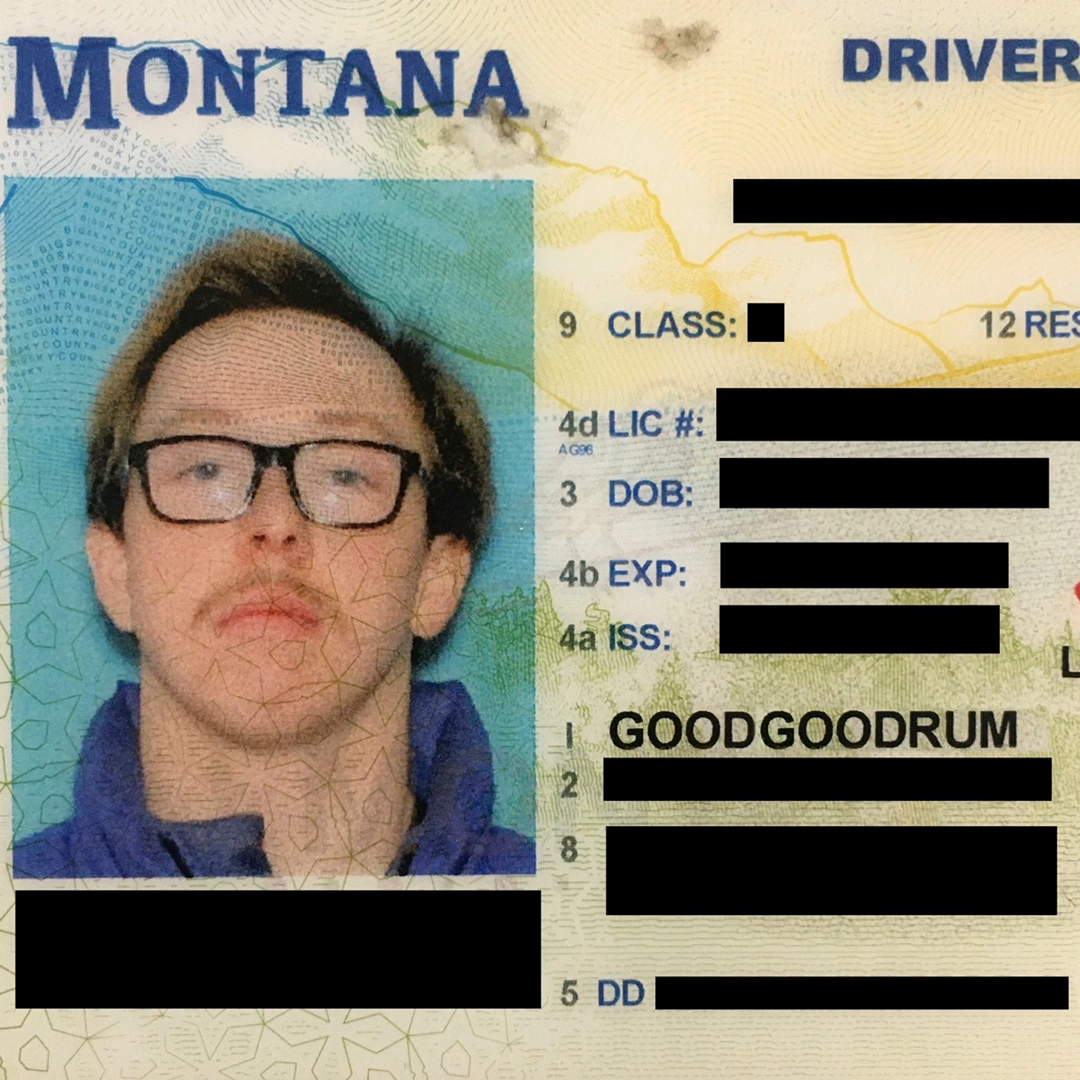 MONTANA
DRIVER
9 CLASS:
12 RES
4d LIC #:
AG96
3 DOB:
4b EXP:
4a ISS:
L
1 GOODGOODRUM
2
8
5 DD